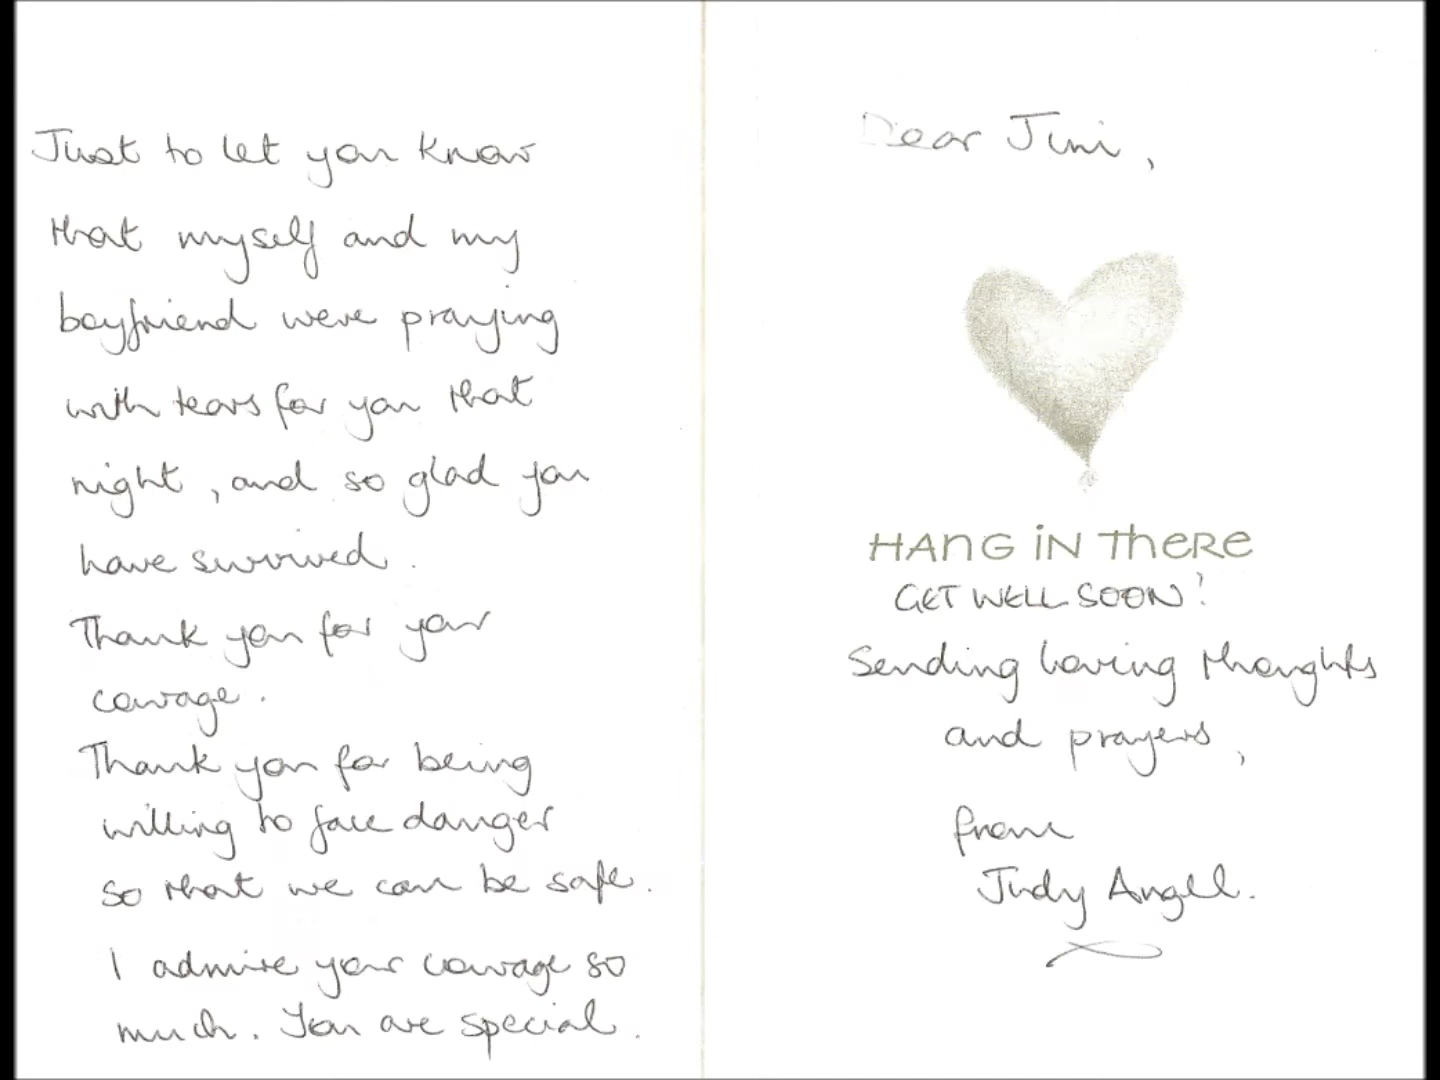 Just to let you know
that myself and my
boyfriend were praying
with tears for you that
night, and so glad you
have survived.
Thank you for your
courage.
Thank you for being
willing to face danger
so that we can be safe.
I admire your courage so
much. You are special.
Dear Jim,
HANG IN THERE
GET WELL SOON!
Sending loving thoughts
and prayers,
from
Judy Angell.